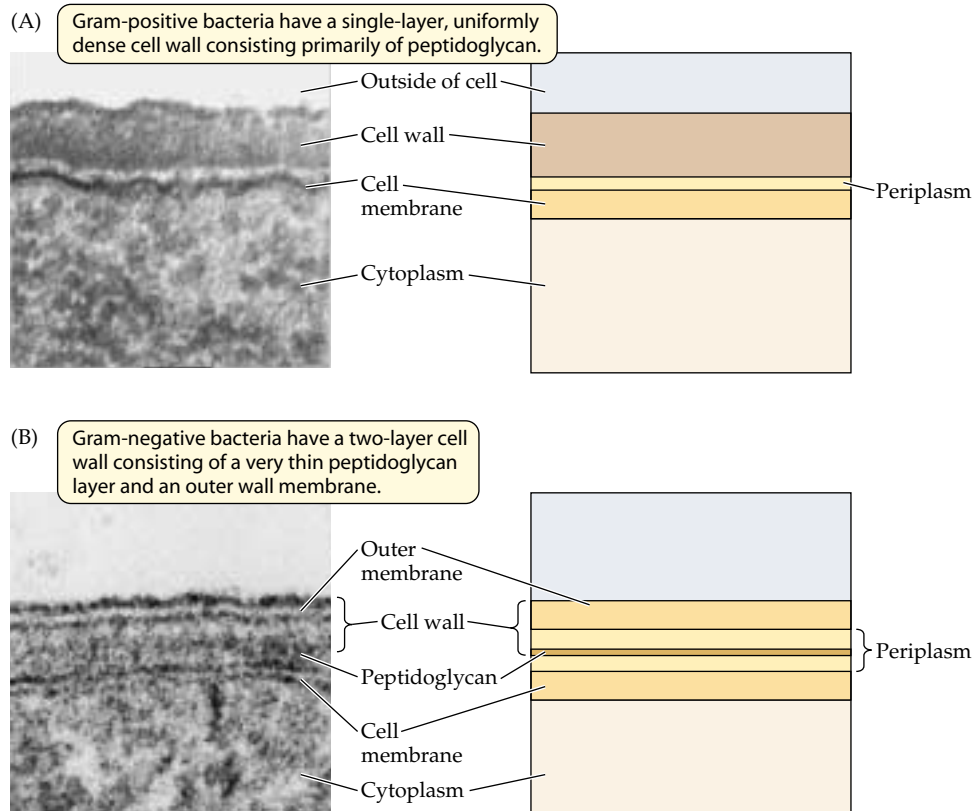 (A)
Gram-positive bacteria have a single-layer, uniformly
dense cell wall consisting primarily of peptidoglycan.
Outside of cell
Cell wall
Cell
membrane
Periplasm
Cytoplasm
(B)
Gram-negative bacteria have a two-layer cell
wall consisting of a very thin peptidoglycan
layer and an outer wall membrane.
Outer
membrane
Cell wall
Periplasm
Peptidoglycan
Cell
membrane
Cytoplasm